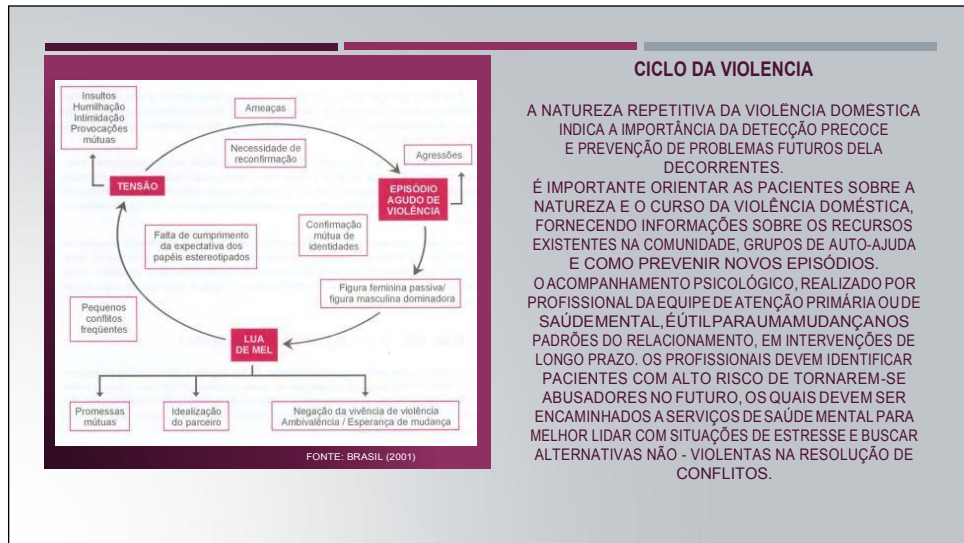 Insultos
Humilhação
Intimidação
Provocações
mútuas
Ameaças
Necessidade de
reconfirmação
Agressões
TENSÃO
EPISÓDIO
AGUDO DE
VIOLÊNCIA
Falta de cumprimento
da expectativa dos
papéis estereotipados
Confirmação
mútua de
identidades
Figura feminina passiva/
figura masculina dominadora
Pequenos
conflitos
freqüentes
LUA
DE MEL
Promessas
mútuas
Idealização
do parceiro
Negação da vivência de violência
Ambivalência / Esperança de mudança
FONTE: BRASIL (2001)
CICLO DA VIOLENCIA
A NATUREZA REPETITIVA DA VIOLÊNCIA DOMÉSTICA
INDICA A IMPORTÂNCIA DA DETECÇÃO PRECOCE
E PREVENÇÃO DE PROBLEMAS FUTUROS DELA
DECORRENTES.
É IMPORTANTE ORIENTAR AS PACIENTES SOBRE A
NATUREZA E O CURSO DA VIOLÊNCIA DOMÉSTICA,
FORNECENDO INFORMAÇÕES SOBRE OS RECURSOS
EXISTENTES NA COMUNIDADE, GRUPOS DE AUTO-AJUDA
E COMO PREVENIR NOVOS EPISÓDIOS.
O ACOMPANHAMENTO PSICOLÓGICO, REALIZADO POR
PROFISSIONAL DA EQUIPE DE ATENÇÃO PRIMÁRIA OU DE
SAÚDE MENTAL, É ÚTIL PARA UMA MUDANÇA NOS
PADRÕES DO RELACIONAMENTO, EM INTERVENÇÕES DE
LONGO PRAZO. OS PROFISSIONAIS DEVEM IDENTIFICAR
PACIENTES COM ALTO RISCO DE TORNAREM-SE
ABUSADORES NO FUTURO, OS QUAIS DEVEM SER
ENCAMINHADOS A SERVIÇOS DE SAÚDE MENTAL PARA
MELHOR LIDAR COM SITUAÇÕES DE ESTRESSE E BUSCAR
ALTERNATIVAS NÃO - VIOLENTAS NA RESOLUÇÃO DE
CONFLITOS.